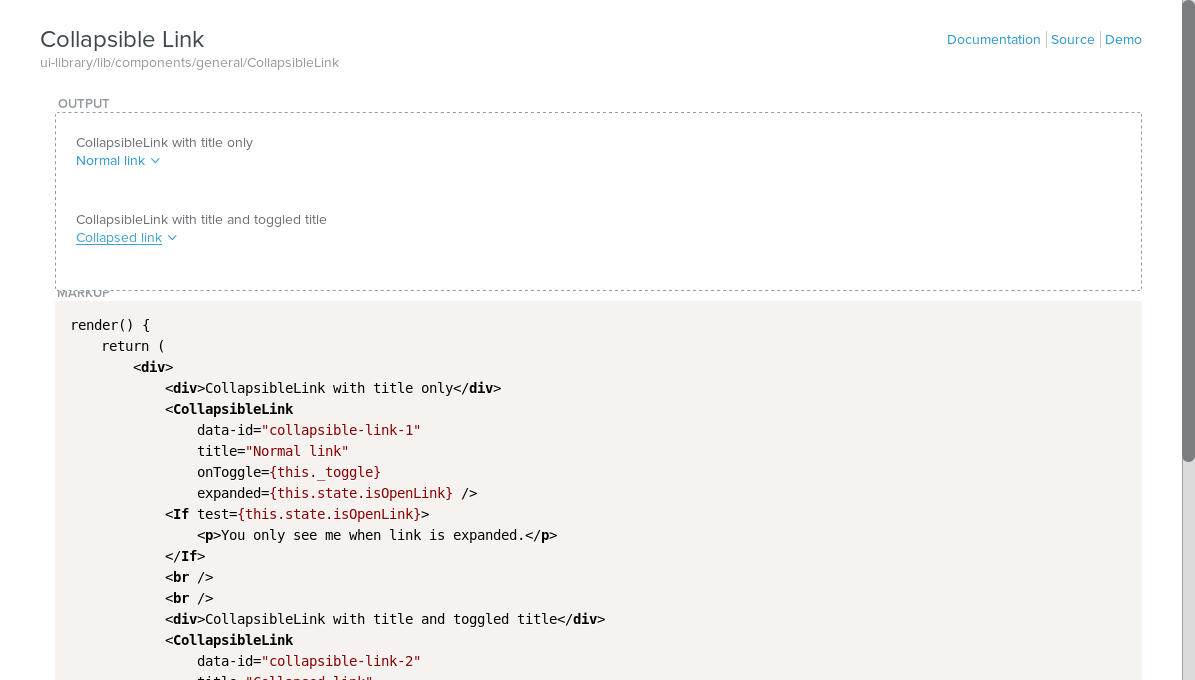 Collapsible Link
Documentation Source Demo
ui-library/lib/components/general/CollapsibleLink
OUTPUT
CollapsibleLink with title only
Normal link
CollapsibleLink with title and toggled title
Collapsed link
MARKUP
render() {
    return (
        <div>
            <div>CollapsibleLink with title only</div>
            <CollapsibleLink
                data-id="collapsible-link-1"
                title="Normal link"
                onToggle={this._toggle}
                expanded={this.state.isOpenLink} />
            <If test={this.state.isOpenLink}>
                <p>You only see me when link is expanded.</p>
            </If>
            <br />
            <br />
            <div>CollapsibleLink with title and toggled title</div>
            <CollapsibleLink
                data-id="collapsible-link-2"
                title="Collapsed link"